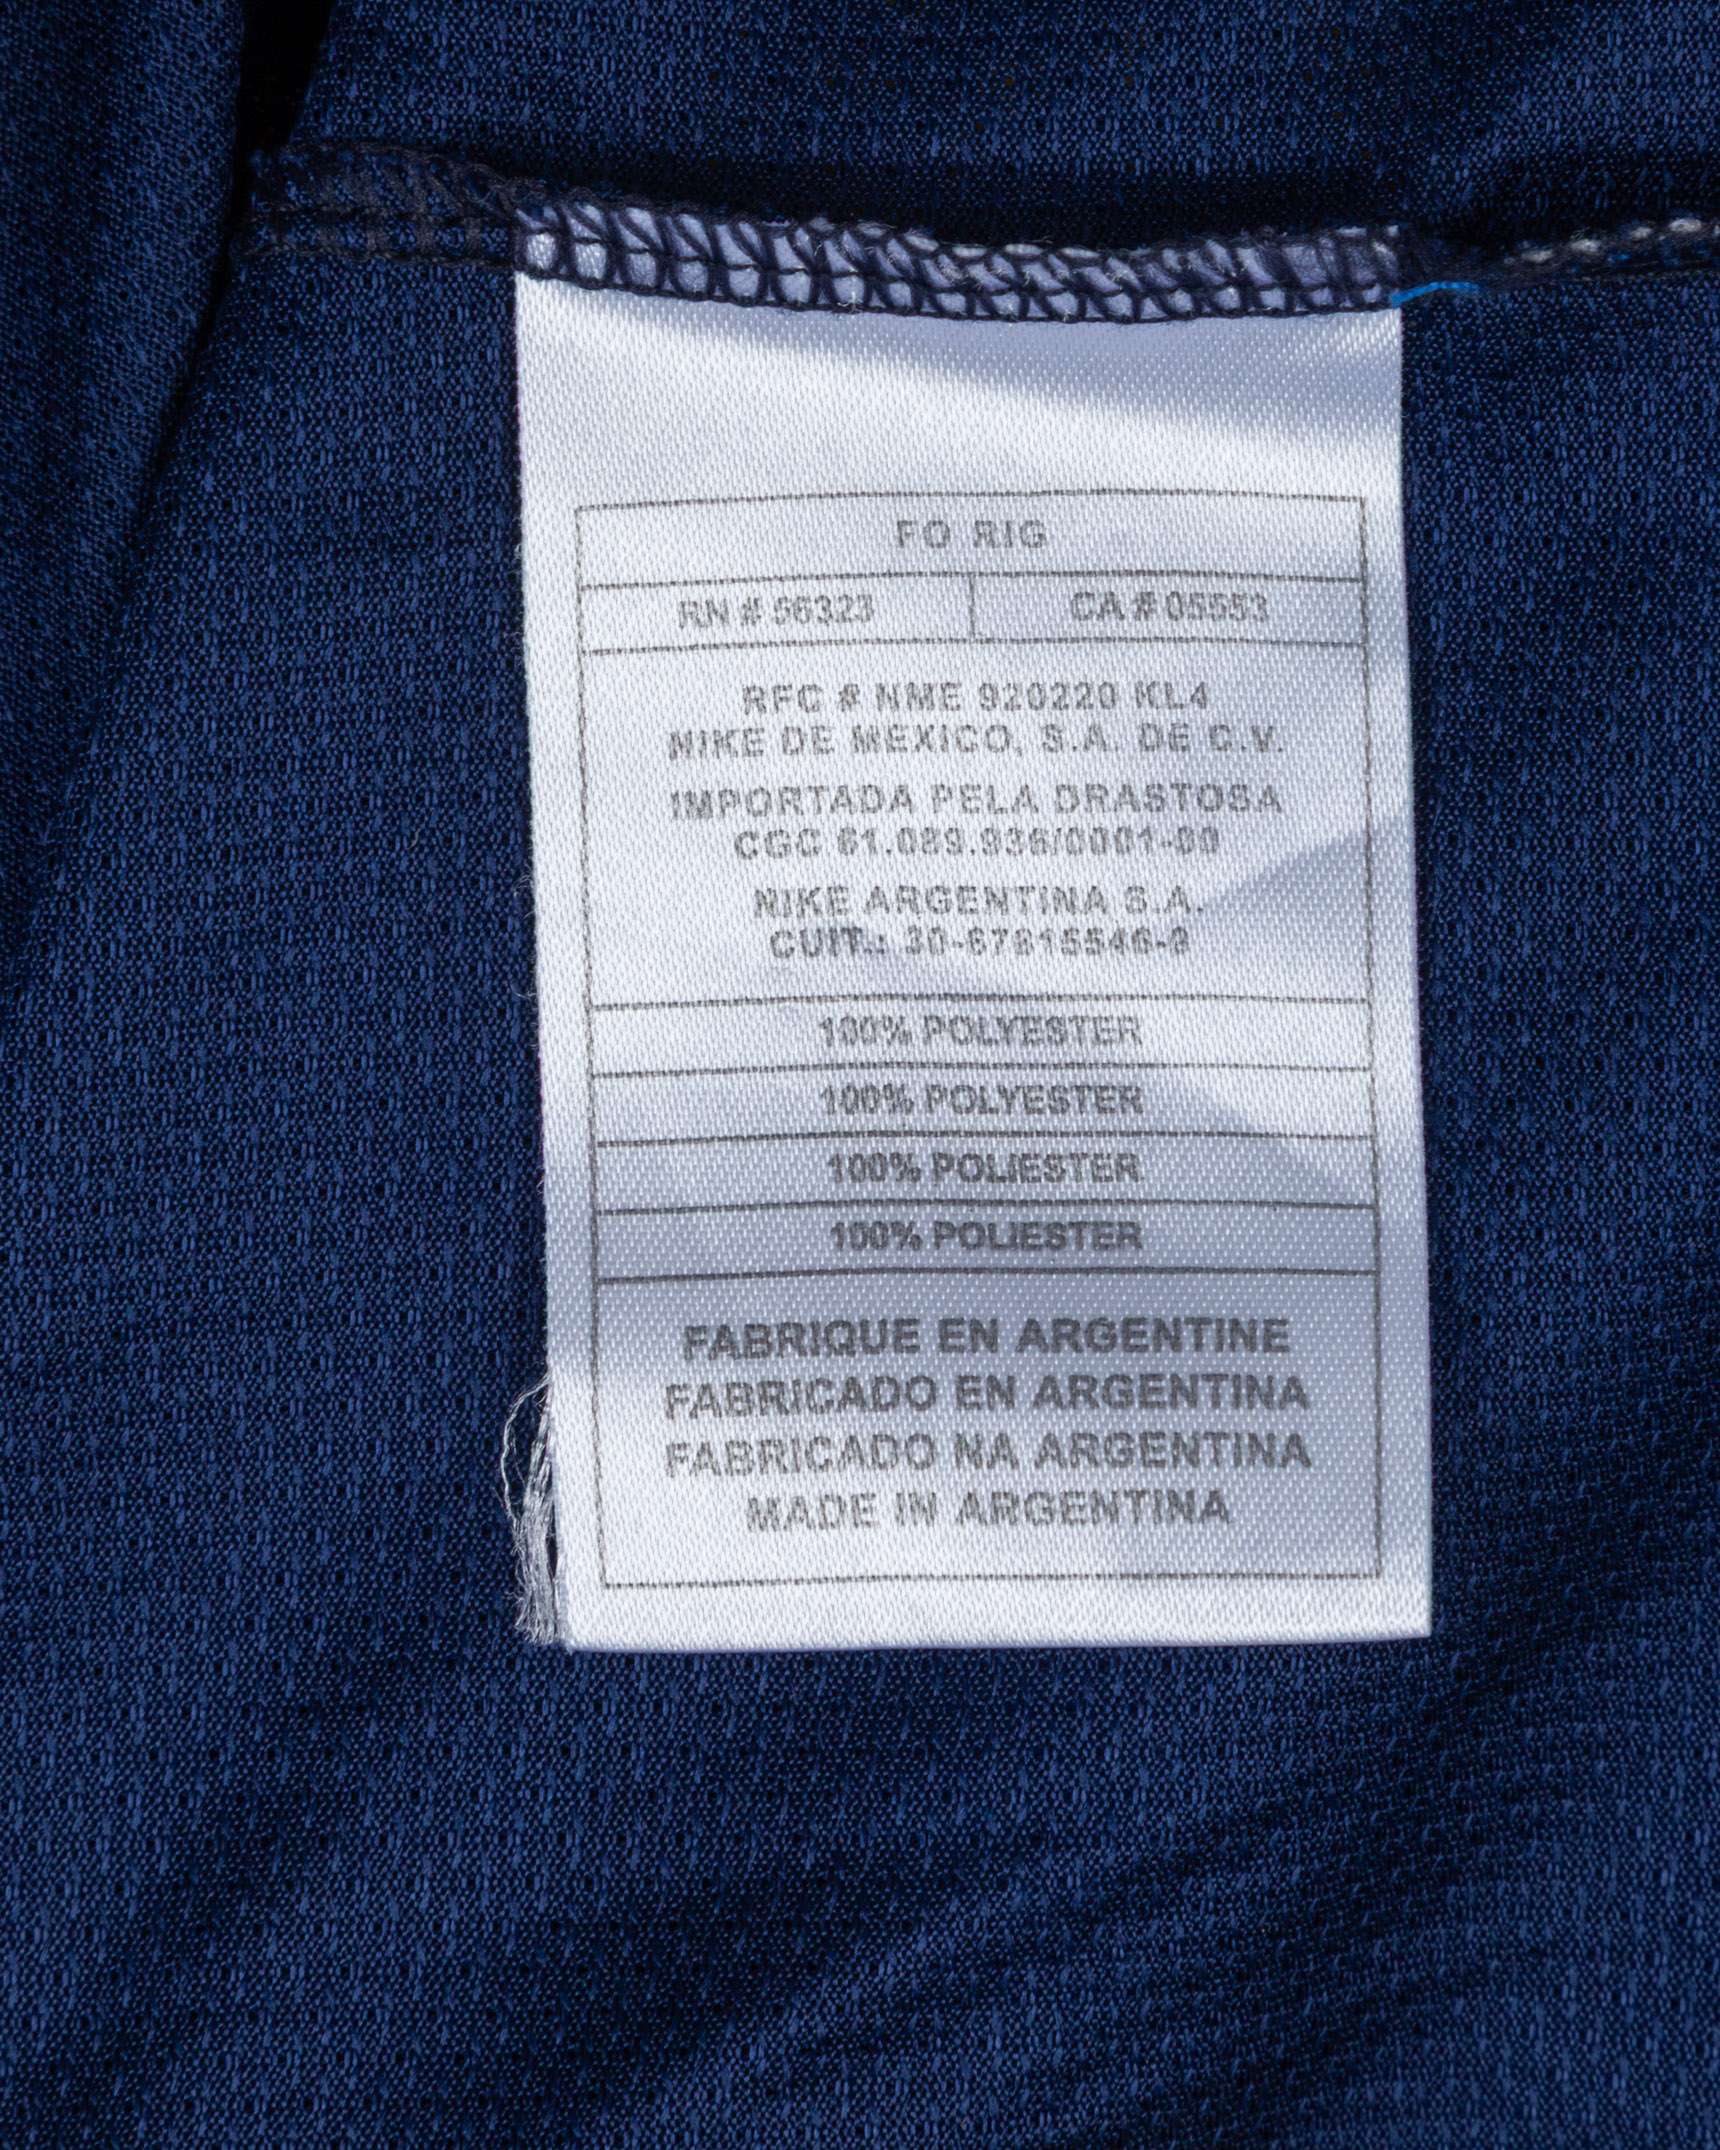 FO RIG
RN # 56323 CA # 05553
RFC # NME 920220 KL4
NIKE DE MEXICO, S.A. DE C.V.
IMPORTADA PELA DRASTOSA
CGC 61.089.936/0001-00
NIKE ARGENTINA S.A.
CUIT.: 30-67815546-8
100% POLYESTER
100% POLYESTER
100% POLIESTER
100% POLIESTER
FABRIQUE EN ARGENTINE
FABRICADO EN ARGENTINA
FABRICADO NA ARGENTINA
MADE IN ARGENTINA